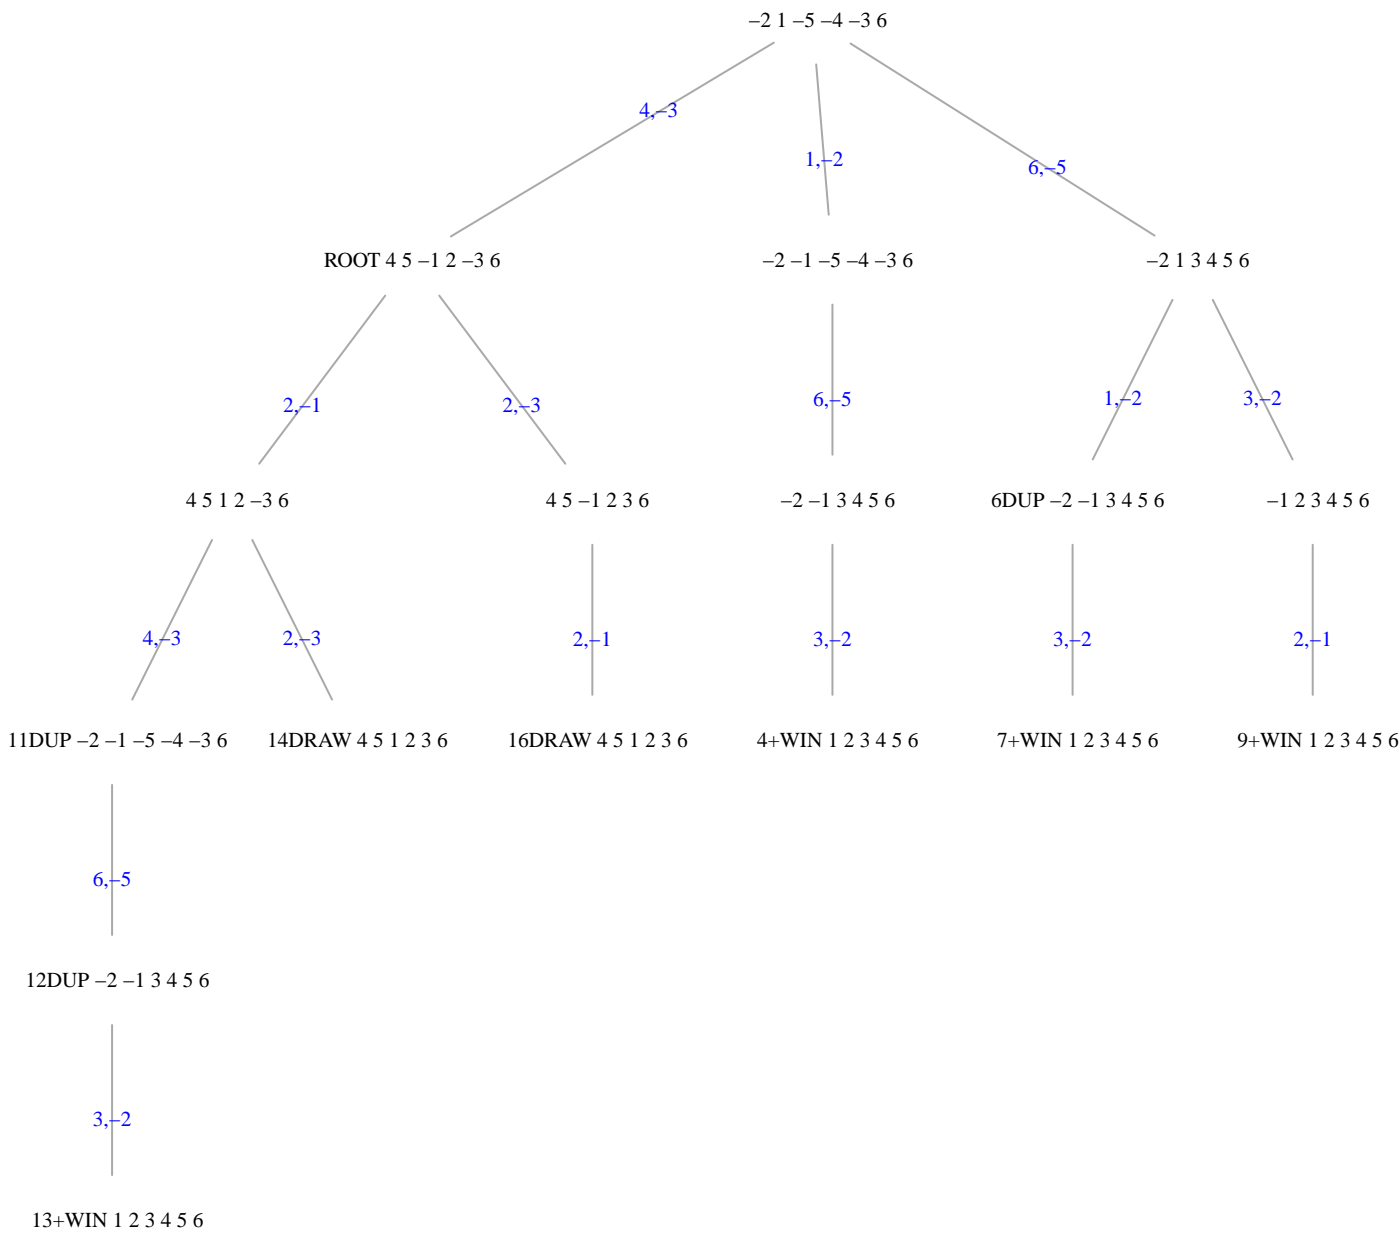 –2 1 –5 –4 –3 6
4,–3
1,–2
6,–5
ROOT 4 5 –1 2 –3 6
–2 –1 –5 –4 –3 6
–2 1 3 4 5 6
2,–1
2,–3
6,–5
1,–2
3,–2
4 5 1 2 –3 6
4 5 –1 2 3 6
–2 –1 3 4 5 6
6DUP –2 –1 3 4 5 6
–1 2 3 4 5 6
4,–3
2,–3
2,–1
3,–2
3,–2
2,–1
11DUP –2 –1 –5 –4 –3 6
14DRAW 4 5 1 2 3 6
16DRAW 4 5 1 2 3 6
4+WIN 1 2 3 4 5 6
7+WIN 1 2 3 4 5 6
9+WIN 1 2 3 4 5 6
6,–5
12DUP –2 –1 3 4 5 6
3,–2
13+WIN 1 2 3 4 5 6